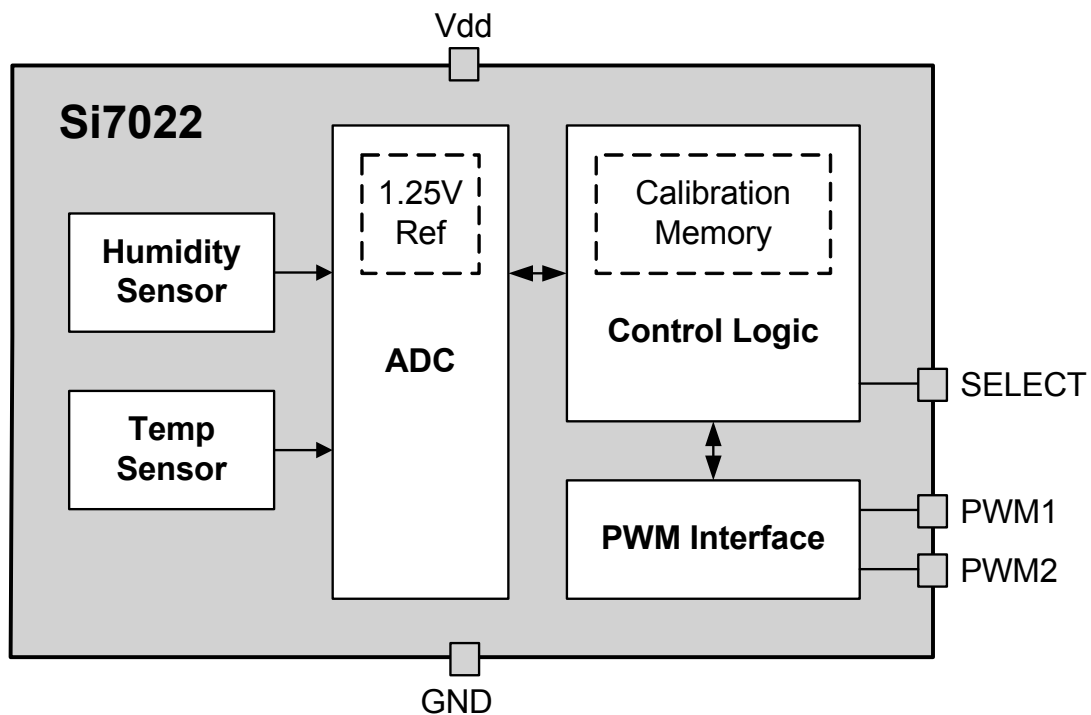 Vdd
Si7022
1.25V
Ref
Calibration
Memory
Humidity
Sensor
Control Logic
ADC
SELECT
Temp
Sensor
PWM Interface
PWM1
PWM2
GND